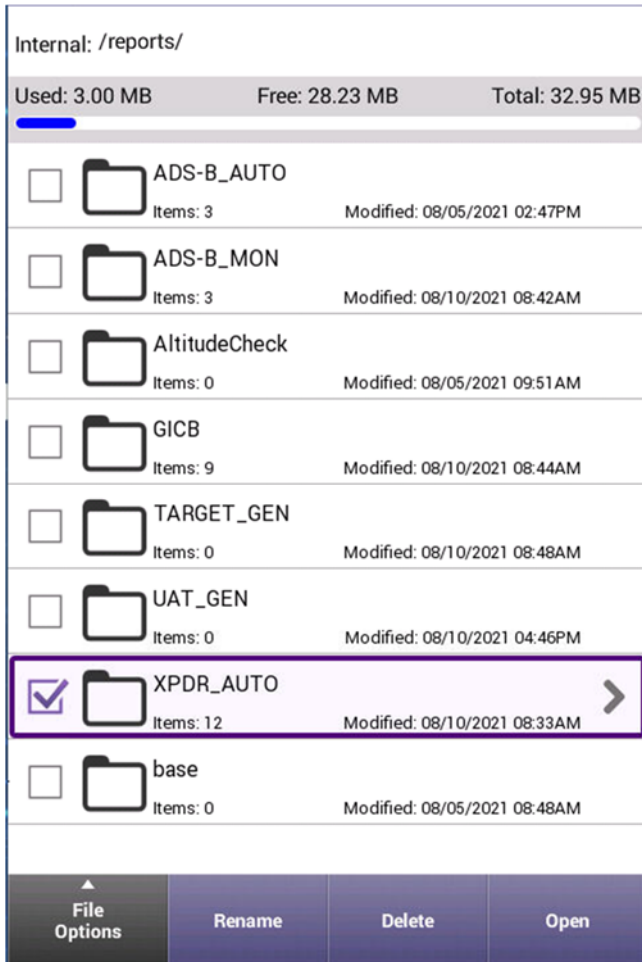 Internal: /reports/
Used: 3.00 MB Free: 28.23 MB Total: 32.95 MB
ADS-B_AUTO
Items: 3 Modified: 08/05/2021 02:47PM
ADS-B_MON
Items: 3 Modified: 08/10/2021 08:42AM
AltitudeCheck
Items: 0 Modified: 08/05/2021 09:51AM
GICB
Items: 9 Modified: 08/10/2021 08:44AM
TARGET_GEN
Items: 0 Modified: 08/10/2021 08:48AM
UAT_GEN
Items: 0 Modified: 08/10/2021 04:46PM
XPDR_AUTO
Items: 12 Modified: 08/10/2021 08:33AM
base
Items: 0 Modified: 08/05/2021 08:48AM
File
Options
Rename
Delete
Open